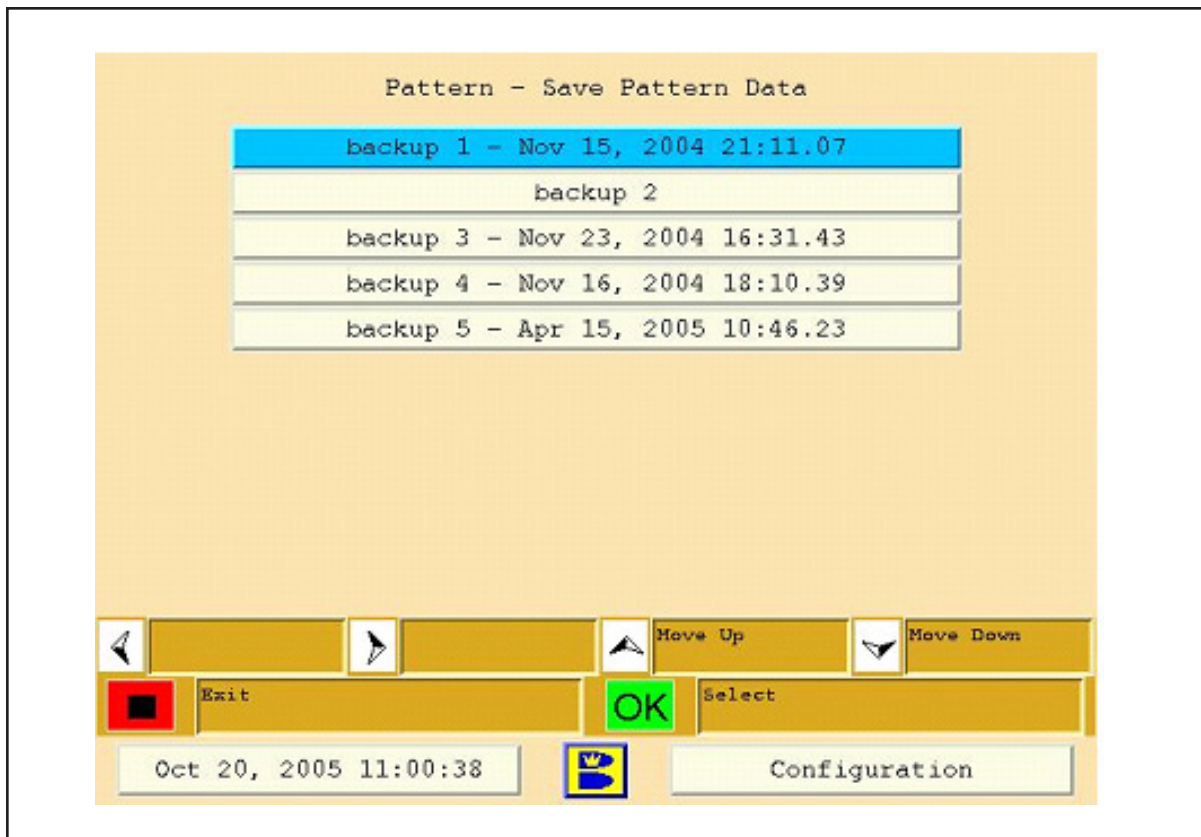 Pattern - Save Pattern Data
backup 1 - Nov 15, 2004 21:11.07
backup 2
backup 3 - Nov 23, 2004 16:31.43
backup 4 - Nov 16, 2004 18:10.39
backup 5 - Apr 15, 2005 10:46.23
Move Up
Move Down
Exit
OK
Select
Oct 20, 2005 11:00:38
Configuration